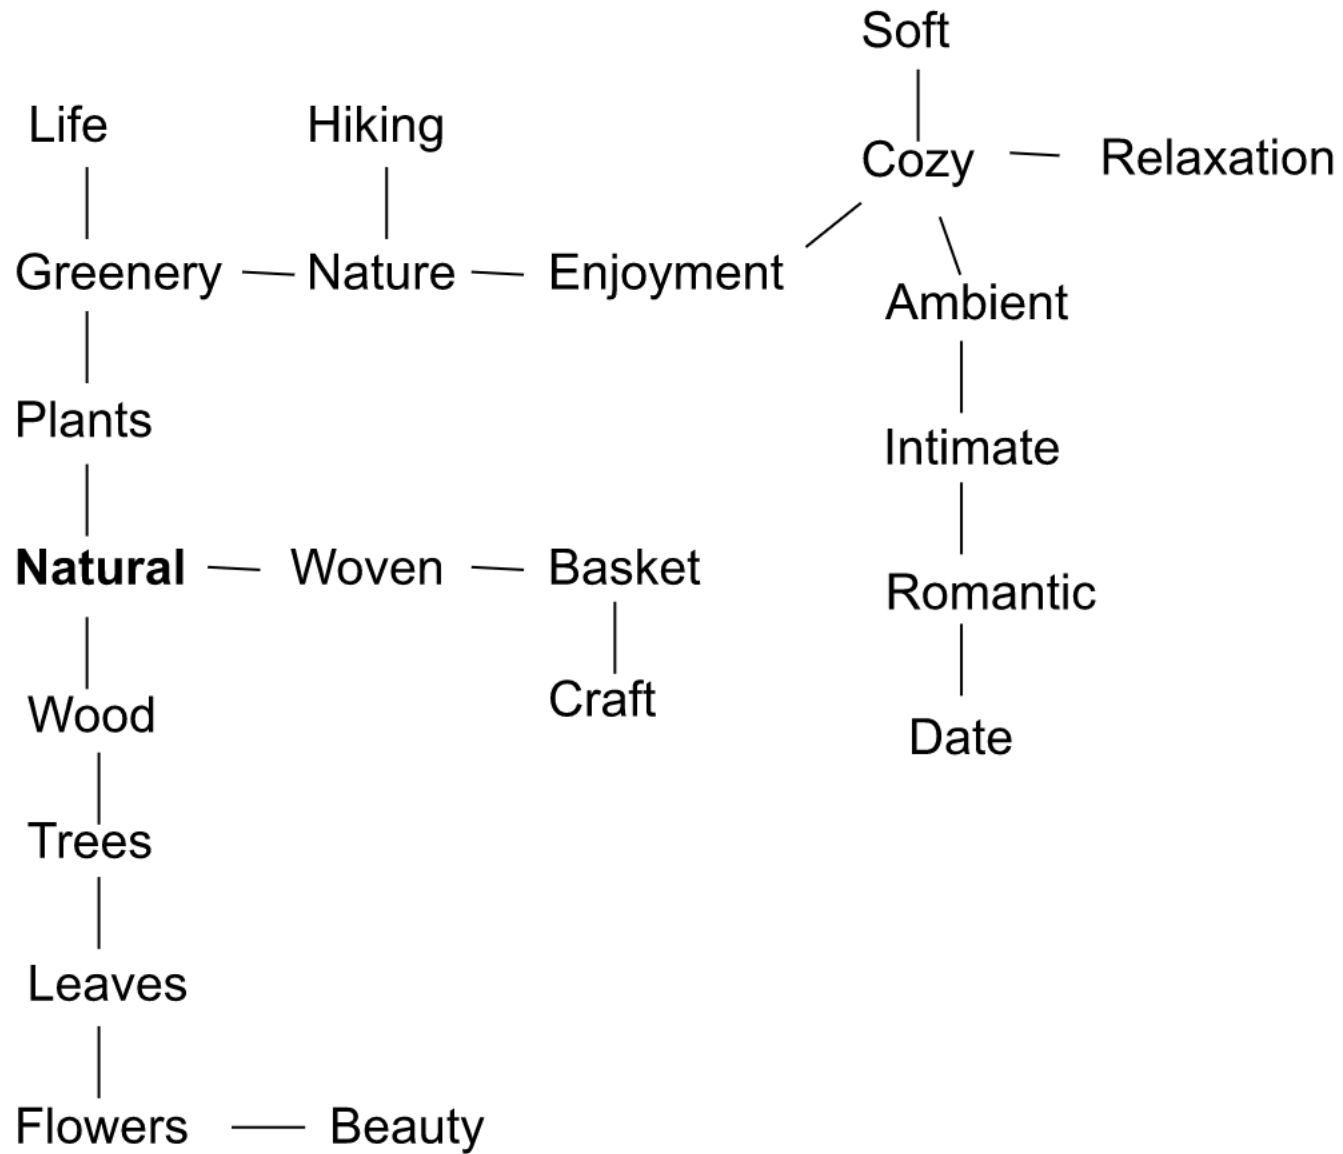 Soft
Life
Hiking
Cozy
Relaxation
Greenery
Nature
Enjoyment
Ambient
Plants
Intimate
Natural
Woven
Basket
Romantic
Craft
Wood
Date
Trees
Leaves
Flowers
Beauty